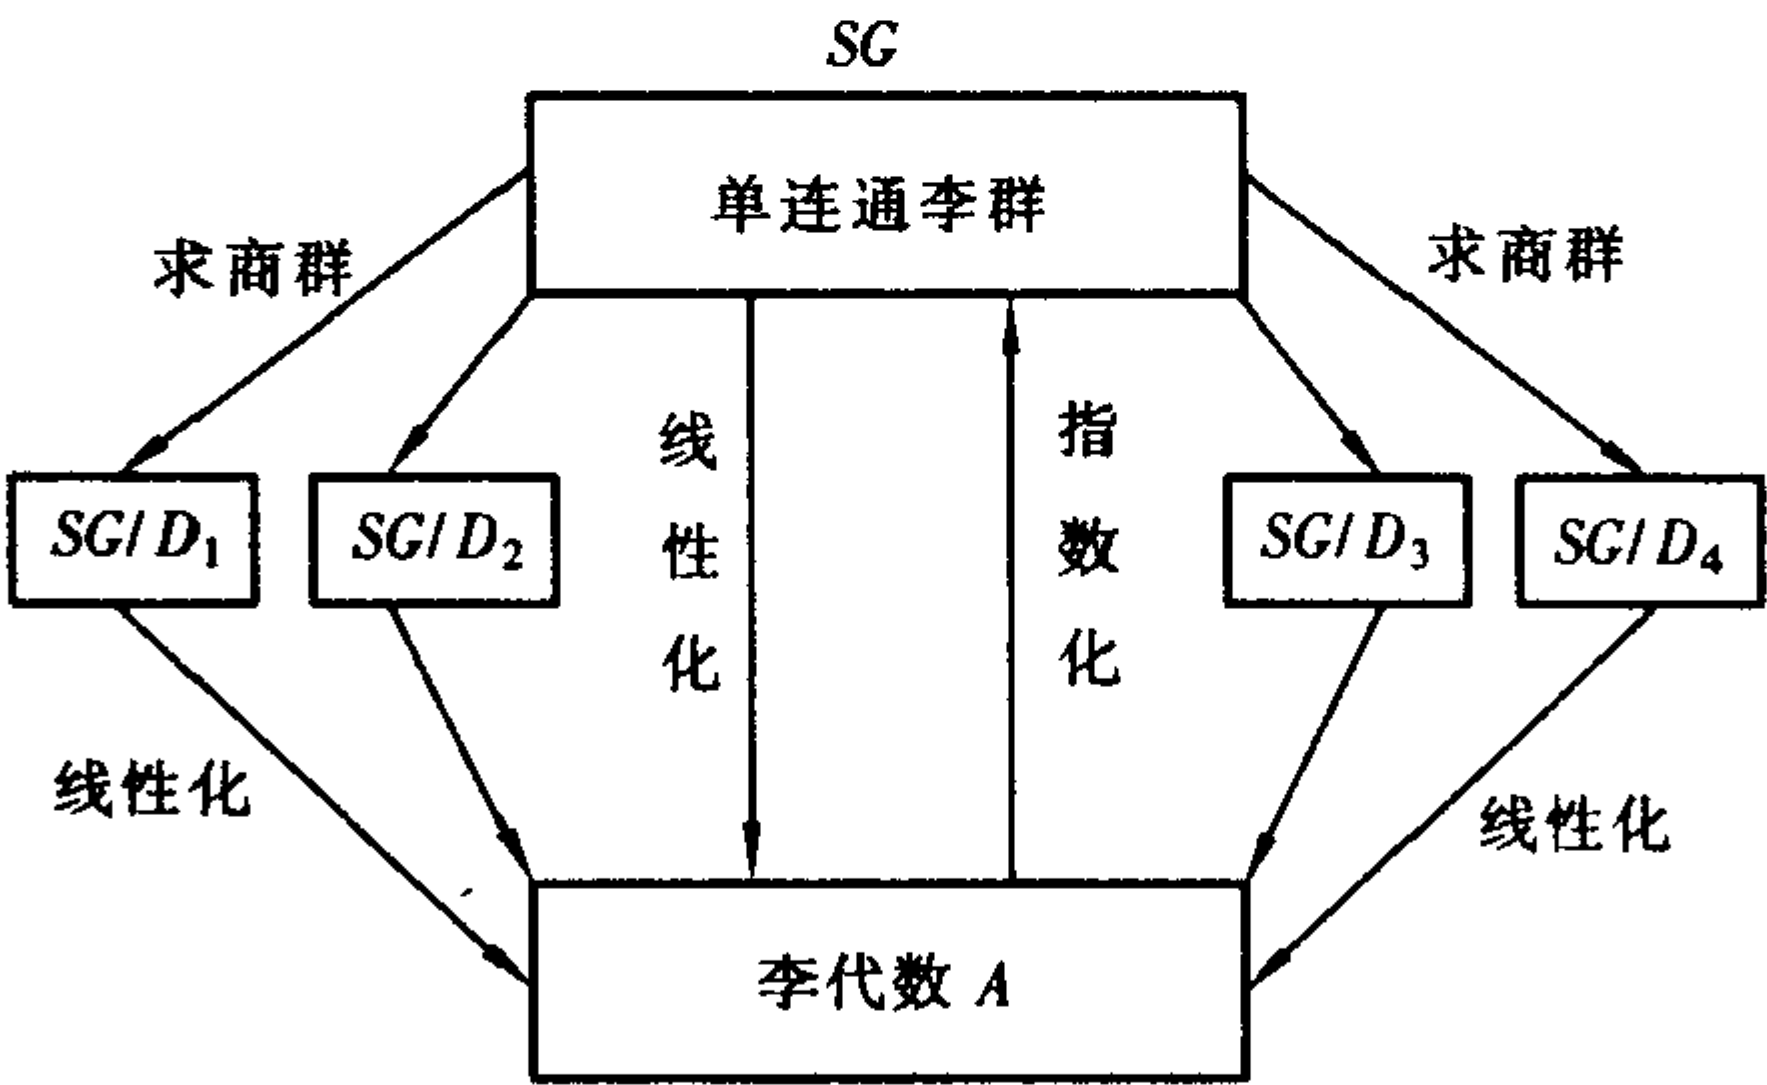 SG
单连通李群
求商群
求商群
线性化
指数化
SG/D₁
SG/D₂
SG/D₃
SG/D₄
线性化
线性化
李代数 A